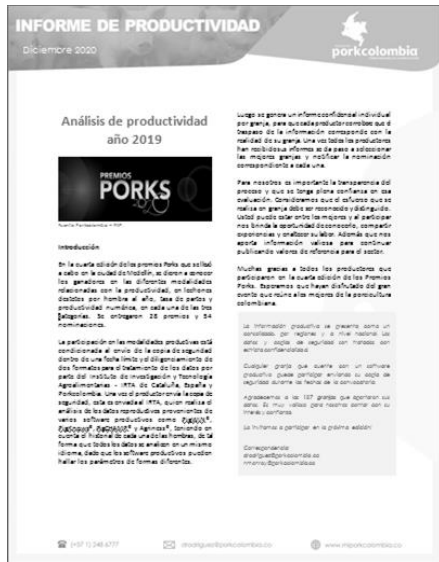 INFORME DE PRODUCTIVIDAD
Diciembre 2020
porkcolombia
Análisis de productividad
año 2019
PREMIOS
PORKS
Introducción
En la cuarta edición de los premios Porks que se llevó
a cabo en la ciudad de Medellín, se dieron a conocer
los ganadores en las diferentes modalidades
relacionadas con la productividad,
destetos por hembra al año, tasa de partos y
productividad numérica, en cada una de las tres
categorías. Se entregaron 28 premios y 84
nominaciones.
La participación en las modalidades productivas está
condicionada al envío de la copia de seguridad
dentro de una fecha límite y el diligenciamiento de
dos formatos para el tratamiento de los datos por
parte del Instituto de Investigación y Tecnología
Agroalimentarias - IRTA de Cataluña, España y
Porkcolombia. Una vez el productor envía la copia de
seguridad, esta es enviada al IRTA, quien realiza el
análisis de los datos reproductivos provenientes de
varios software productivos como
y Agriness®, teniendo en
cuenta el historial de cada una de las hembras, de tal
forma que todos los datos se analicen en un mismo
idioma, dado que los software productivos pueden
hallar los parámetros de formas diferentes.
Luego se genera un informe confidencial individual
por granja, para que cada productor corrobore que el
traspaso de la información corresponde con la
realidad de su granja. Una vez todos los productores
han recibido sus informes se da paso a seleccionar
las mejores granjas y notificar la nominación
correspondiente a cada una.
Para nosotros es importante la transparencia del
proceso y que se tenga plena confianza en esa
evaluación. Consideramos que el esfuerzo que se
realiza en granja debe ser reconocido y distinguido.
Usted puede estar entre los mejores y al participar
nos brinda la oportunidad de conocerlo, compartir
experiencias y enaltecer su labor. Además que nos
aporta información valiosa para continuar
publicando valores de referencia para el sector.
Muchas gracias a todos los productores que
participaron en la cuarta edición de los Premios
Porks. Esperamos que hayan disfrutado del gran
evento que reúne a los mejores de la porcicultura
colombiana.
La información productiva se presenta como un
consolidado por regiones y a nivel nacional. Los
datos y copias de seguridad son tratados con
estricta confidencialidad.
Cualquier granja que cuente con un software
productivo puede participar enviando su copia de
seguridad durante las fechas de la convocatoria.
Agradecemos a las 137 granjas que aportaron sus
datos. Es muy valioso para nosotros contar con su
interés y confianza.
Lo invitamos a participar en la próxima edición!
Correspondencia:
drodriguez@porkcolombia.co
(+57 1) 248 6777
drodriguez@porkcolombia.co
www.miporkcolombia.co